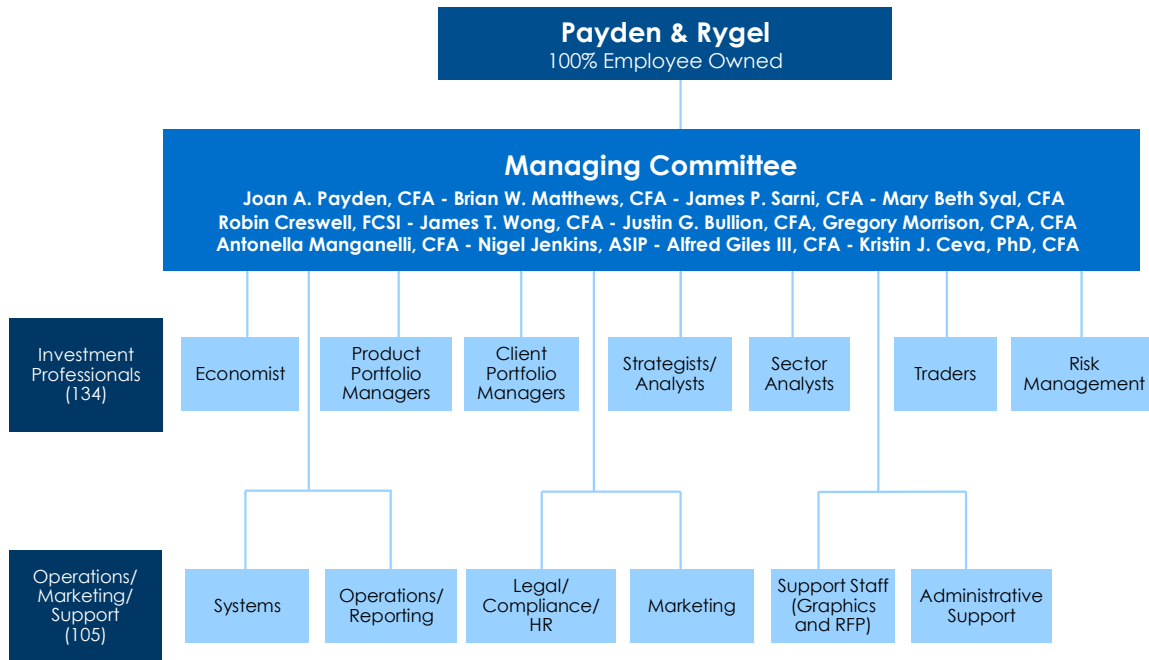 Payden & Rygel
100% Employee Owned
Managing Committee
Joan A. Payden, CFA - Brian W. Matthews, CFA - James P. Sarni, CFA - Mary Beth Syal, CFA
Robin Creswell, FCSI - James T. Wong, CFA - Justin G. Bullion, CFA, Gregory Morrison, CPA, CFA
Antonella Manganelli, CFA - Nigel Jenkins, ASIP - Alfred Giles III, CFA - Kristin J. Ceva, PhD, CFA
Investment
Professionals
(134)
Economist
Product
Portfolio
Managers
Client
Portfolio
Managers
Strategists/
Analysts
Sector
Analysts
Traders
Risk
Management
Operations/
Marketing/
Support
(105)
Systems
Operations/
Reporting
Legal/
Compliance/
HR
Marketing
Support Staff
(Graphics
and RFP)
Administrative
Support